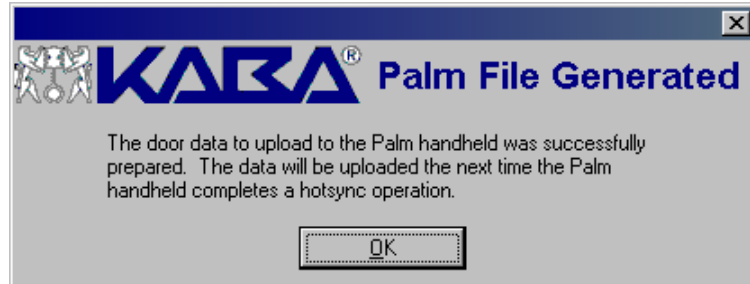 KABA® Palm File Generated
The door data to upload to the Palm handheld was successfully
prepared. The data will be uploaded the next time the Palm
handheld completes a hotsync operation.
OK